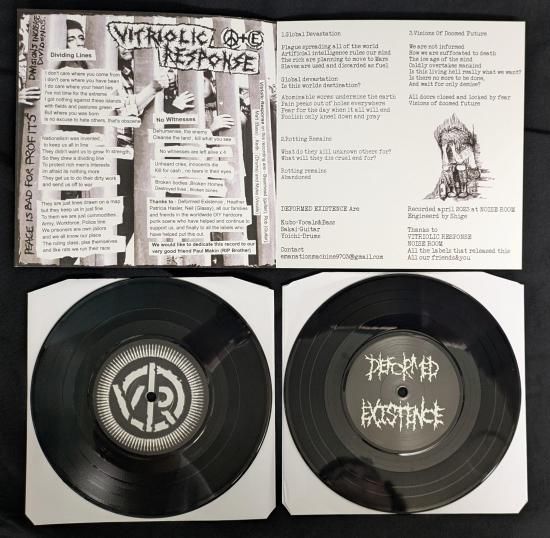 VITRIOLIC
RESPONSE
Dividing Lines
I don't care where you come from
I don't care where you have been
I do care where your heart lies
I've not time for the extreme
I got nothing against these islands
with fields and pastures green
But where you were born
is no excuse to hate others, that's obscene
Nationalism was invented
to keep us all in line
They didn't want us to grow in strength
So they drew a dividing line
To protect rich men's interests
in afraid its nothing more
They get us to do their dirty work
and send us off to war
They are just lines drawn on a map
but they keep us in just fine
To them we are just commodities
Army, Workforce, Police line
We prisoners are own jailors
and we all know our place
The ruling class, piss themselves
and like rats we run their race
PEACE IS BAD FOR PROFITS
No Witnesses
Dehumanise, the enemy
Cleanse the land, kill what you see
No witnesses are left alive x 4
Unheard cries, innocents die
Kill for cash, no tears in their eyes
Broken bodies, Broken Homes
Destroyed lives, Broken bones
Thanks to - Deformed Existence, Heather
Patricia Hasler, Neil (Glassy), all our families
and friends in the worldwide DIY hardcore
punk scene who have helped and continue to
support us, and finally to all the labels who
have helped put this out.
We would like to dedicate this record to our
very good friend Paul Makin (RIP Brother)
1.Global Devastation
Plague spreading all of the world
Artificial intelligence rules our mind
The rich are planning to move to Mars
Slaves are used and discarded as fuel
Global devastation
Is this worlds destination?
Abominable worms undermine the earth
Pain peaks out of holes everywhere
Fear for the day when it all will end
Foolish only kneel down and pray
2.Rotting Remains
What do they kill unknown others for?
What will they die cruel end for?
Rotting remains
Abandoned
DEFORMED EXISTENCE Are
Kubo-Vocals&Bass
Sakai-Guitar
Yoichi-Drums
Contact
emanationmachine9702@gmail.com
3.Visions Of Doomed Future
We are not informed
How we are suffocated to death
The ice age of the mind
Coldly overtakes mankind
Is this living hell really what we want?
Is there no more to be done,
And wait for only demise?
All doors closed and locked by fear
Visions of doomed future
Recorded april 2023 at NOISE ROOM
Engineerd by Shige
Thanks to
VITRIOLIC RESPONSE
NOISE ROOM
All the labels that released this
All our friends&you
VR
DEFORMED
EXISTENCE